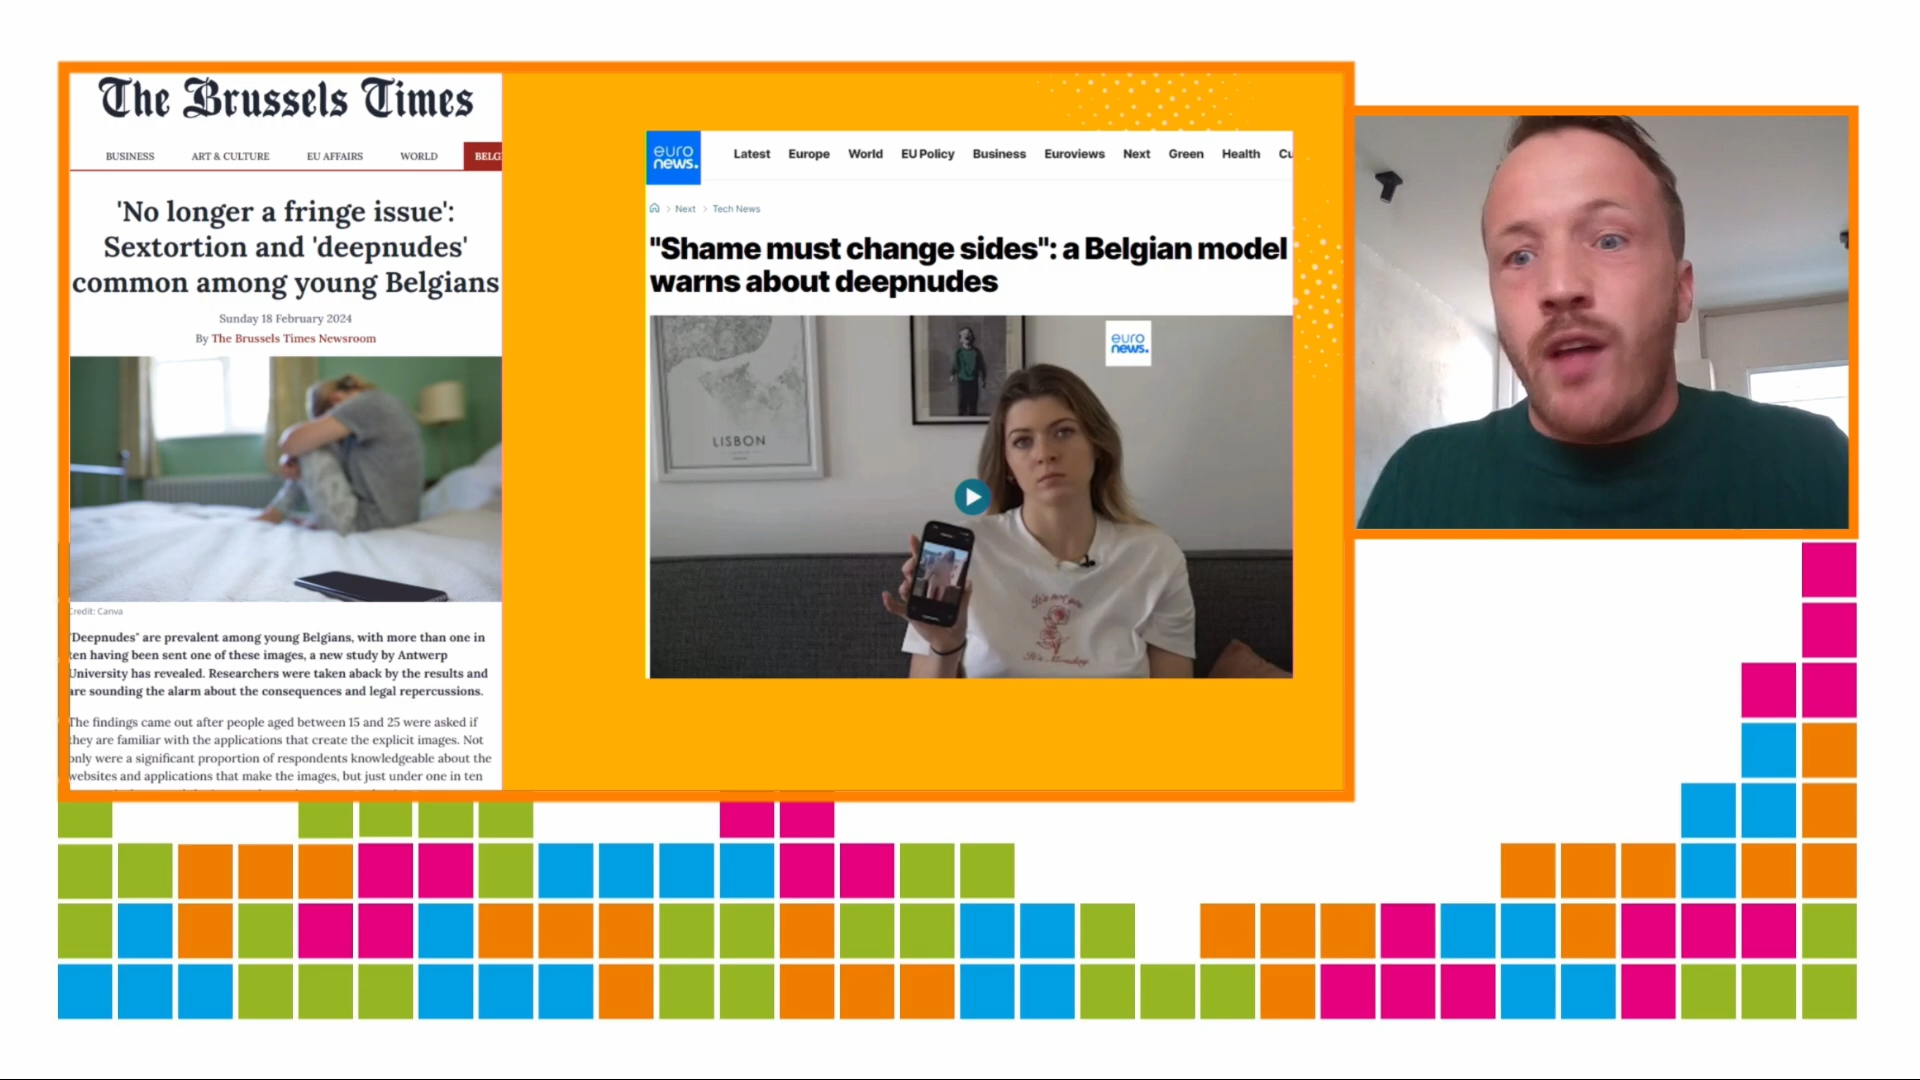 The Brussels Times
BUSINESS ART & CULTURE EU AFFAIRS WORLD BELG
'No longer a fringe issue':
Sextortion and 'deepnudes'
common among young Belgians
Sunday 18 February 2024
By The Brussels Times Newsroom
Credit: Canva
"Deepnudes" are prevalent among young Belgians, with more than one in
ten having been sent one of these images, a new study by Antwerp
University has revealed. Researchers were taken aback by the results and
are sounding the alarm about the consequences and legal repercussions.
The findings came out after people aged between 15 and 25 were asked if
they are familiar with the applications that create the explicit images. Not
only were a significant proportion of respondents knowledgeable about the
websites and applications that make the images, but just under one in ten
euro
news.
Latest Europe World EU Policy Business Euroviews Next Green Health Cu
Next > Tech News
"Shame must change sides": a Belgian model
warns about deepnudes
euro
news.
LISBON
It's not you
It's Monday